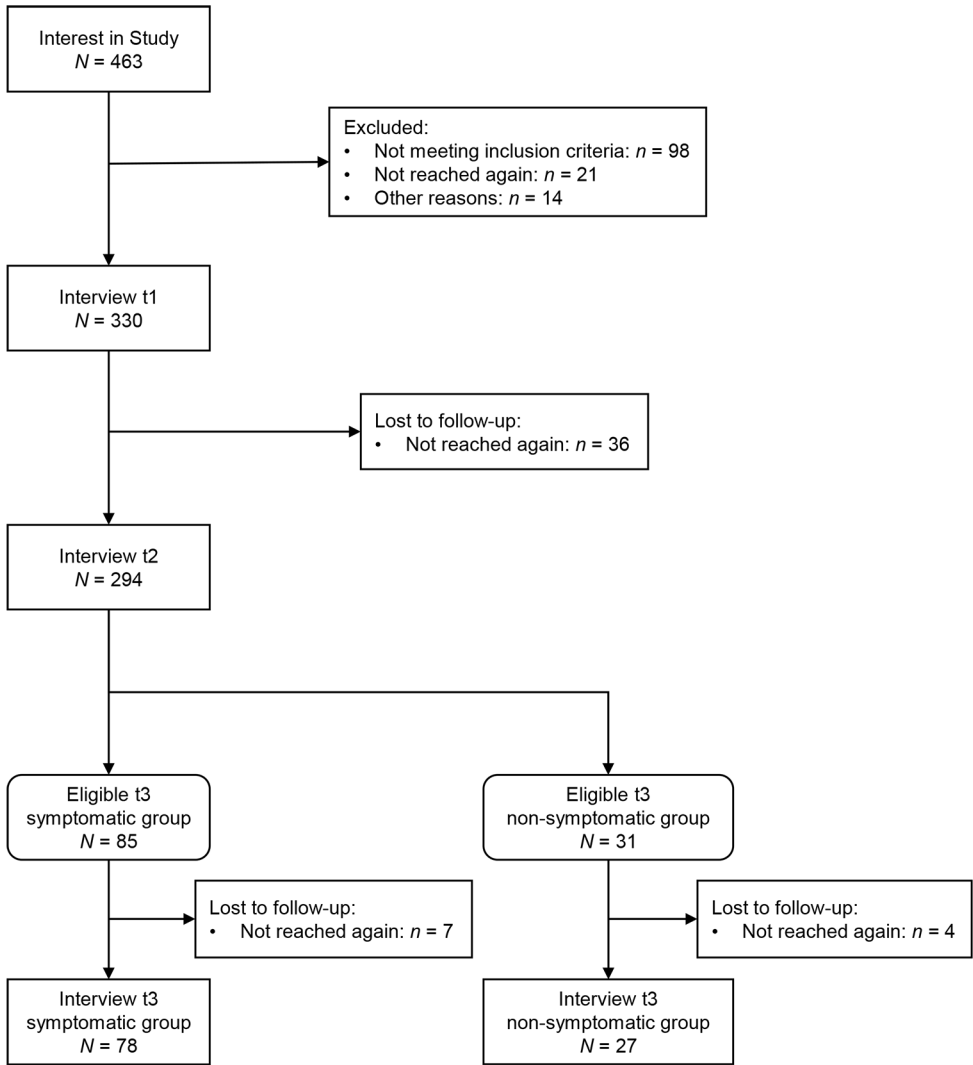 Interest in Study
N = 463
Excluded:
• Not meeting inclusion criteria: n = 98
• Not reached again: n = 21
• Other reasons: n = 14
Interview t1
N = 330
Lost to follow-up:
• Not reached again: n = 36
Interview t2
N = 294
Eligible t3
symptomatic group
N = 85
Eligible t3
non-symptomatic group
N = 31
Lost to follow-up:
• Not reached again: n = 7
Lost to follow-up:
• Not reached again: n = 4
Interview t3
symptomatic group
N = 78
Interview t3
non-symptomatic group
N = 27